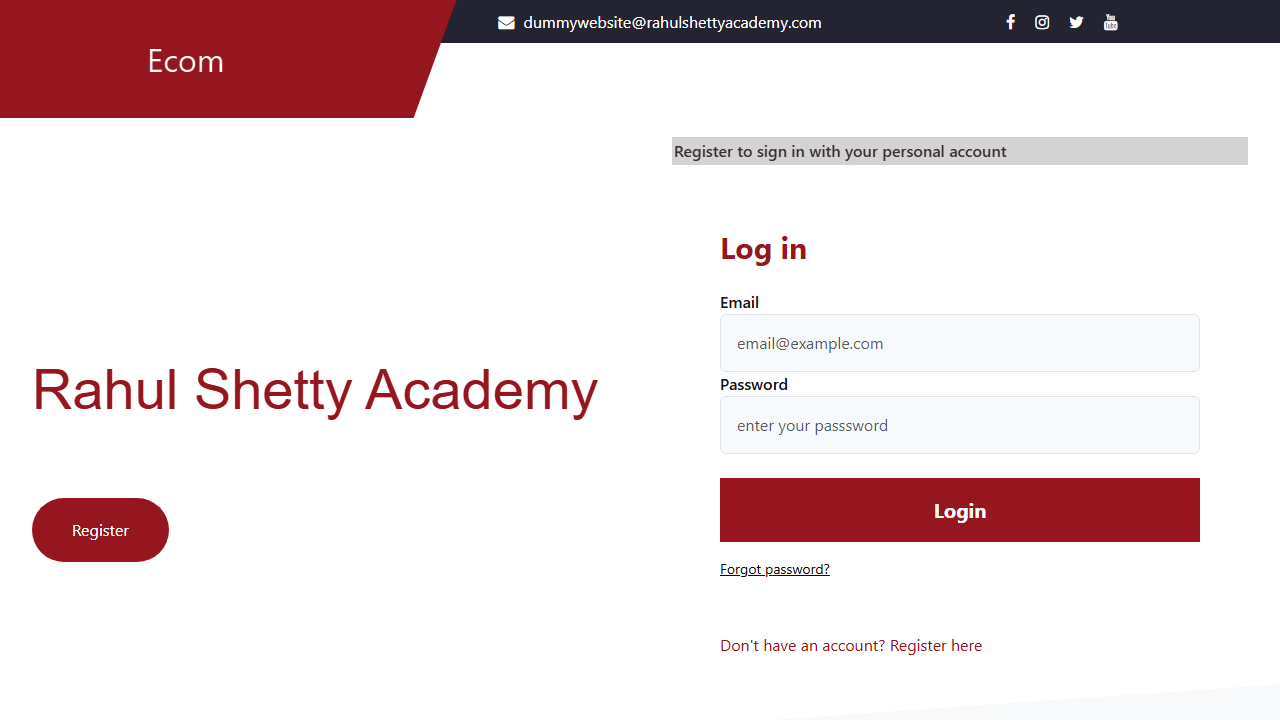 Ecom
dummywebsite@rahulshettyacademy.com
Register to sign in with your personal account
Log in
Email
email@example.com
Password
enter your passsword
Login
Forgot password?
Don't have an account? Register here
Rahul Shetty Academy
Register